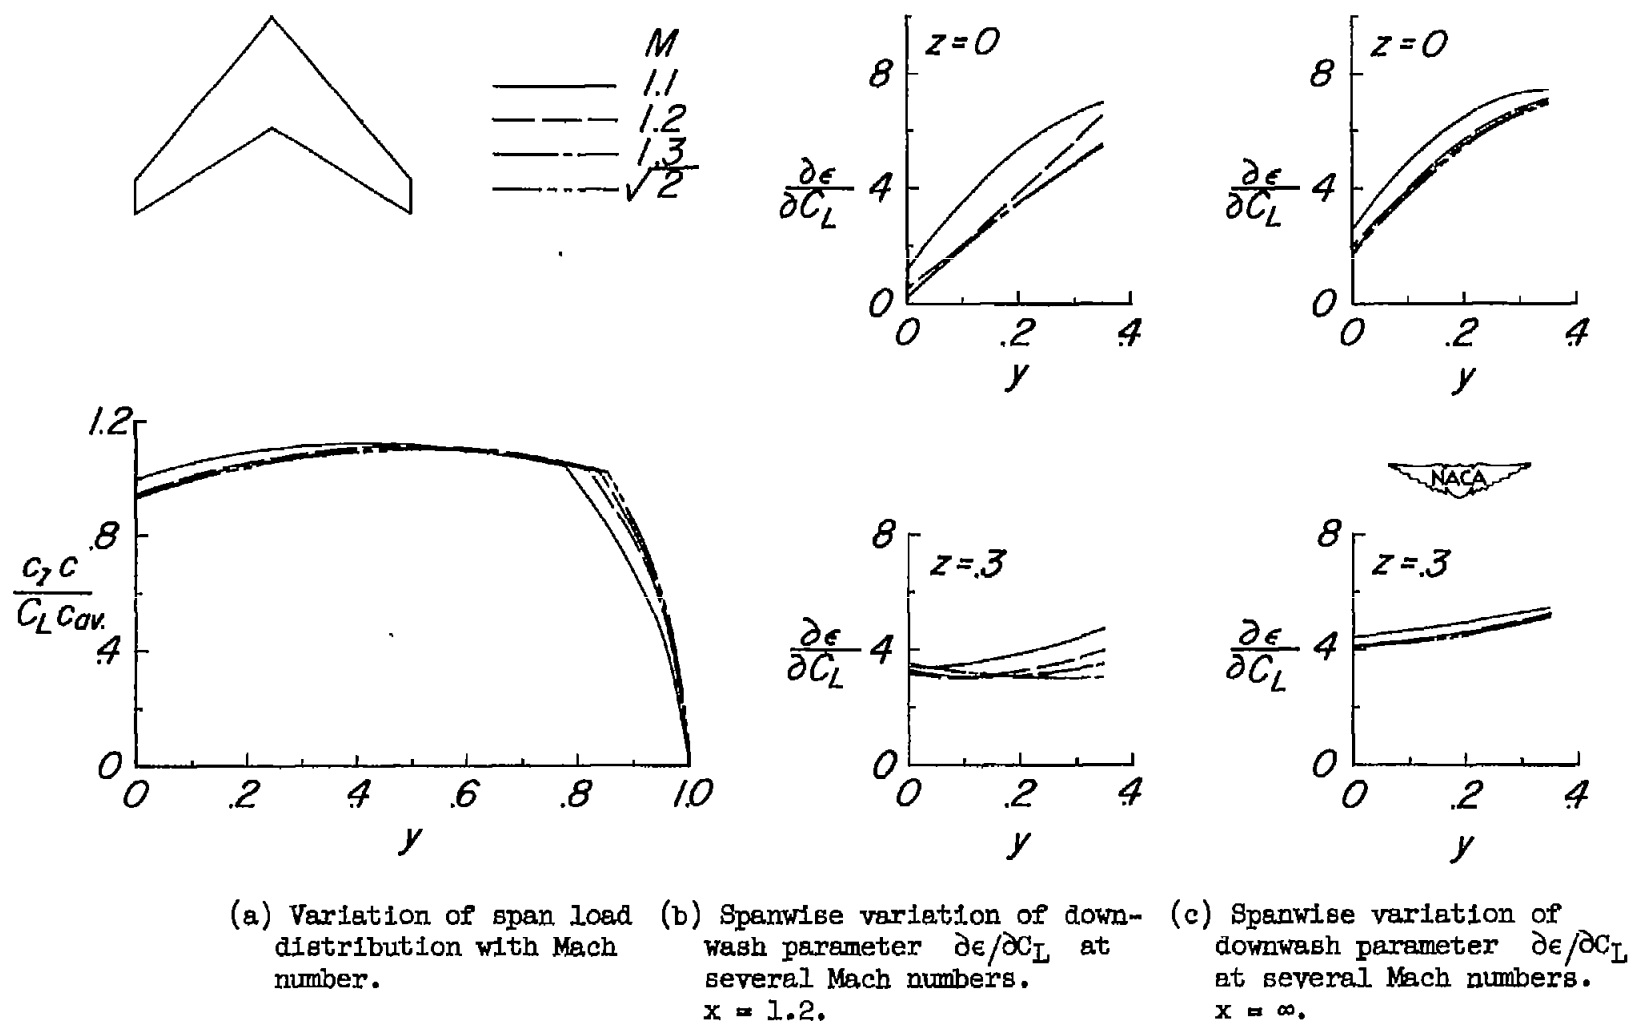 M
1.1
1.2
1.3
√2
z=0
8
∂ϵ/∂C_L
4
0
0 .2 .4
y
z=0
8
∂ϵ/∂C_L
4
0
0 .2 .4
y
1.2
.8
c_l c/C_L c_av.
.4
0
0 .2 .4 .6 .8 1.0
y
z=.3
8
∂ϵ/∂C_L
4
0
0 .2 .4
y
NACA
z=.3
8
∂ϵ/∂C_L
4
0
0 .2 .4
y
(a) Variation of span load
distribution with Mach
number.
(b) Spanwise variation of down-
wash parameter ∂ϵ/∂C_L at
several Mach numbers.
x = 1.2.
(c) Spanwise variation of
downwash parameter ∂ϵ/∂C_L
at several Mach numbers.
x = ∞.